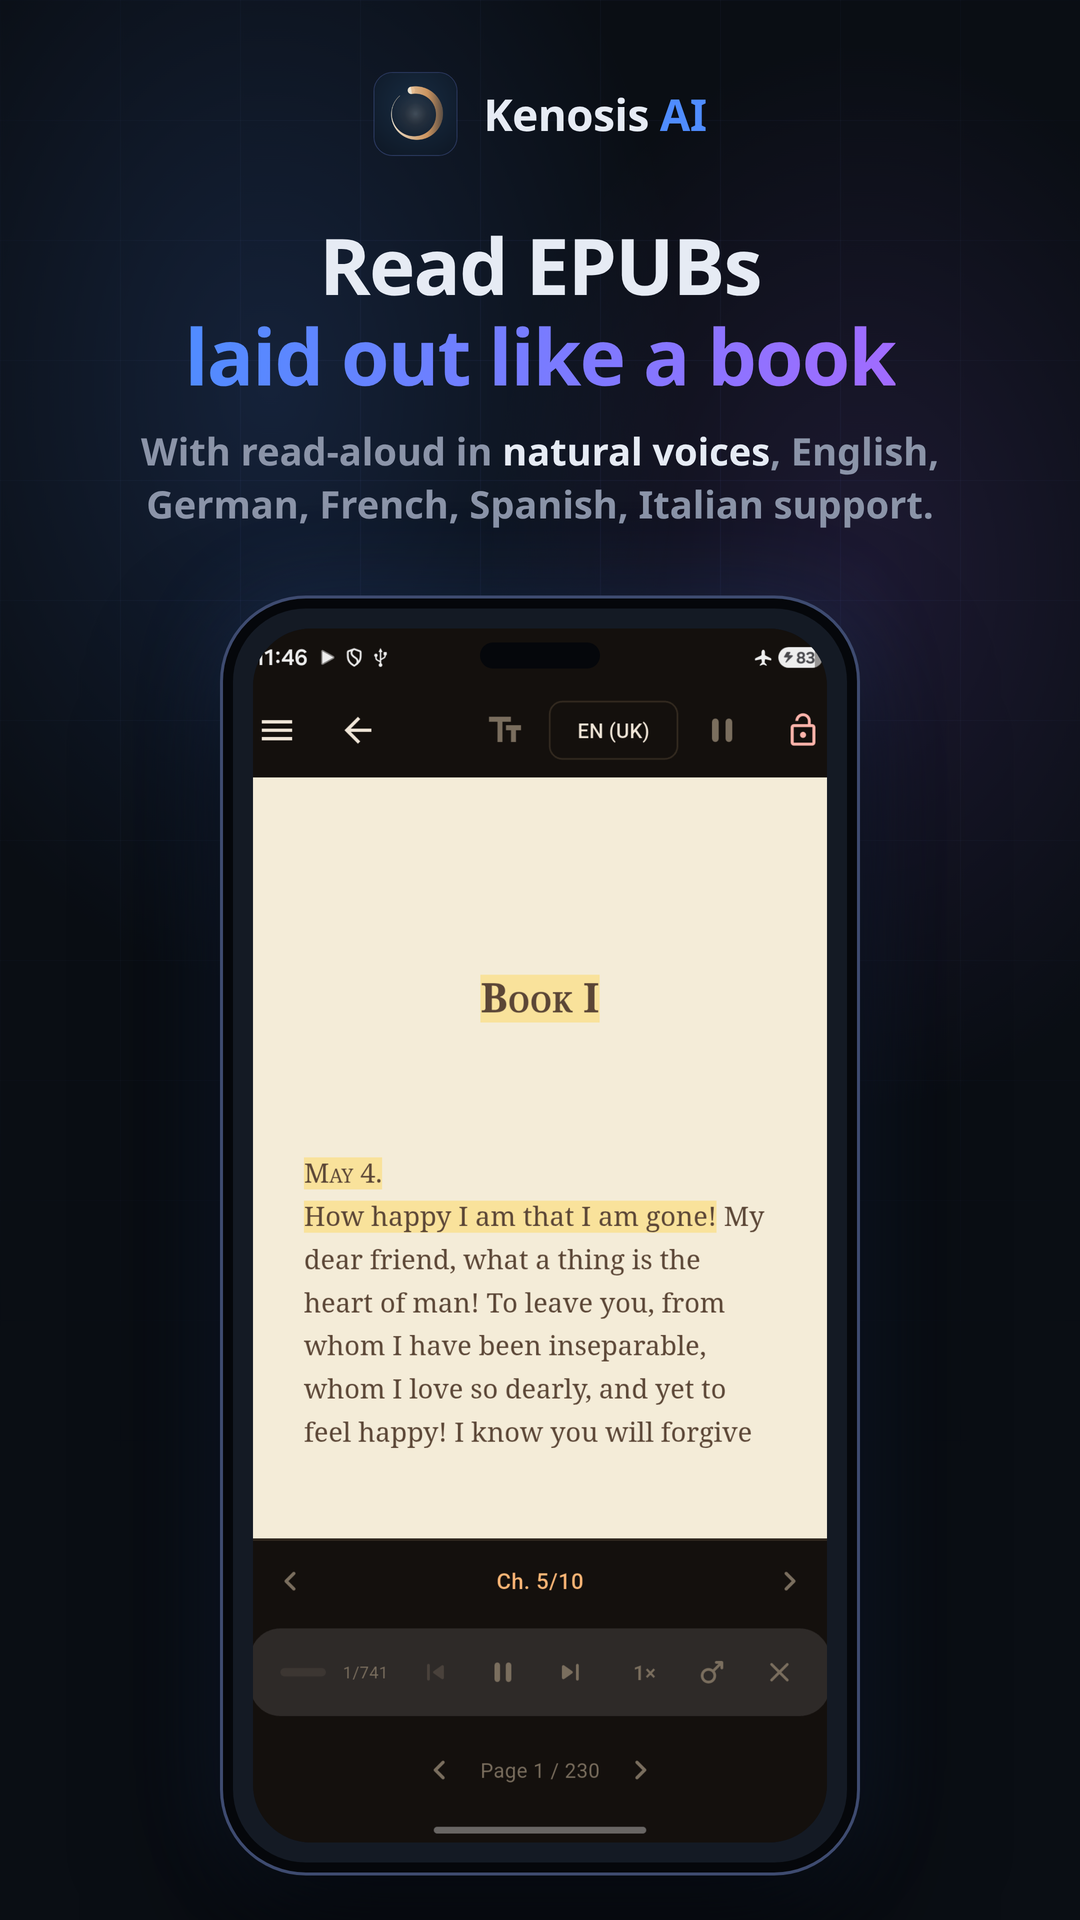 Kenosis AI
Read EPUBs
laid out like a book
With read-aloud in natural voices, English,
German, French, Spanish, Italian support.
11:46
83
EN (UK)
Book I
May 4.
How happy I am that I am gone! My
dear friend, what a thing is the
heart of man! To leave you, from
whom I have been inseparable,
whom I love so dearly, and yet to
feel happy! I know you will forgive
Ch. 5/10
1/741
1×
Page 1 / 230